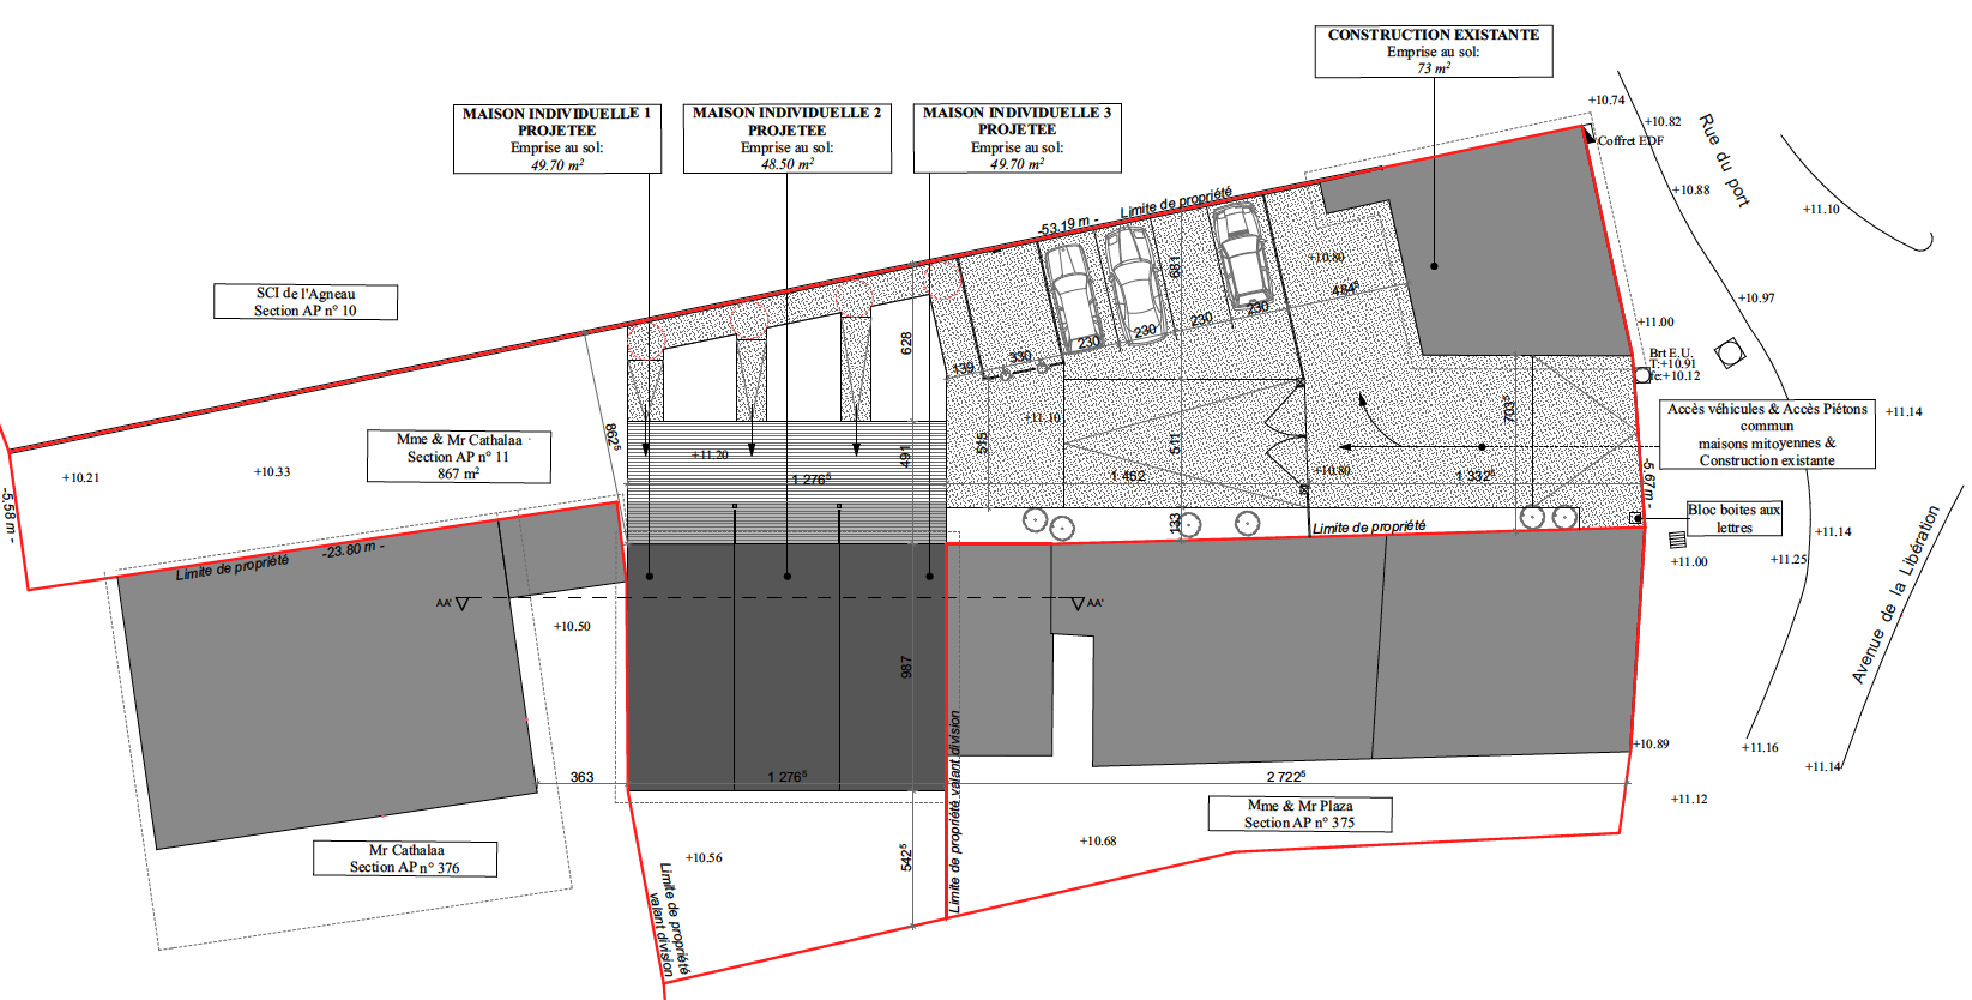 CONSTRUCTION EXISTANTE
Emprise au sol:
73 m²
MAISON INDIVIDUELLE 1
PROJETEE
Emprise au sol:
49.70 m²
MAISON INDIVIDUELLE 2
PROJETEE
Emprise au sol:
48.50 m²
MAISON INDIVIDUELLE 3
PROJETEE
Emprise au sol:
49.70 m²
+10.74
+10.82
Coffret EDF
Rue du port
+10.88
+11.10
Limite de propriété
-53.19 m -
+10.80
681
484⁵
230
230
230
230
+10.97
+11.00
SCI de l'Agneau
Section AP n° 10
628
139
330
Brt E.U.
T:+10.91
fe:+10.12
+11.10
703⁵
Accès véhicules & Accès Piétons
commun
maisons mitoyennes &
Construction existante
+11.14
862⁵
Mme & Mr Cathalaa
Section AP n° 11
867 m²
+10.21
+10.33
+11.20
491
515
511
1 276⁵
1 462
+10.80
1 332⁵
-5.67 m -
-5.58 m -
133
Limite de propriété
Bloc boites aux
lettres
+11.14
+11.00
+11.25
Limite de propriété
-23.80 m -
AA'
AA'
+10.50
987
Avenue de la Libération
+10.89
+11.16
+11.14
363
1 276⁵
2 722⁵
+11.12
Mme & Mr Plaza
Section AP n° 375
Mr Cathalaa
Section AP n° 376
+10.56
542⁵
+10.68
Limite de propriété valant division
Limite de propriété
valant division